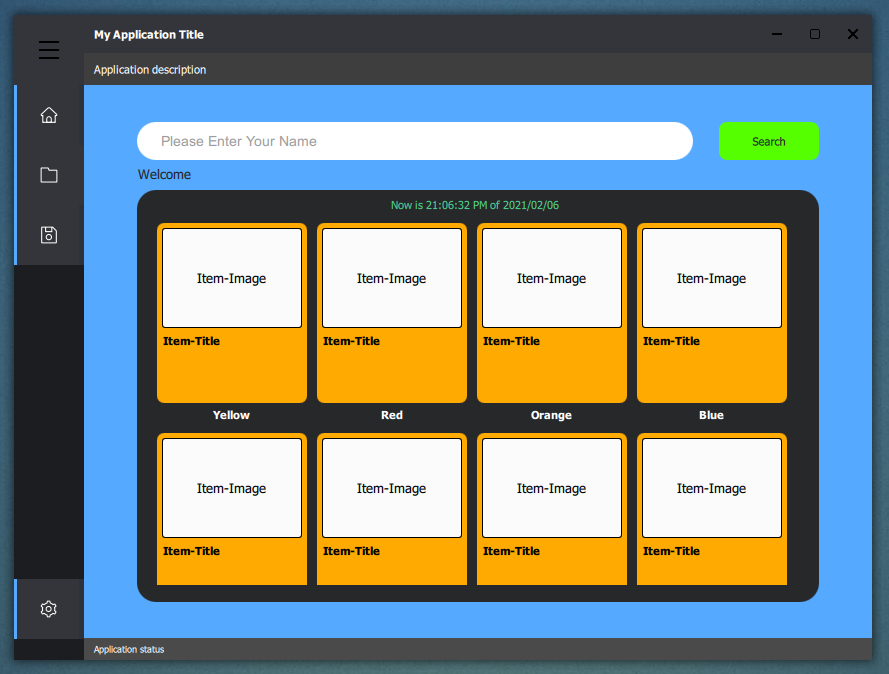 My Application Title
Application description
Please Enter Your Name
Search
Welcome
Now is 21:06:32 PM of 2021/02/06
Item-Image Item-Image Item-Image Item-Image
Item-Title Item-Title Item-Title Item-Title
Yellow Red Orange Blue
Item-Image Item-Image Item-Image Item-Image
Item-Title Item-Title Item-Title Item-Title
Application status